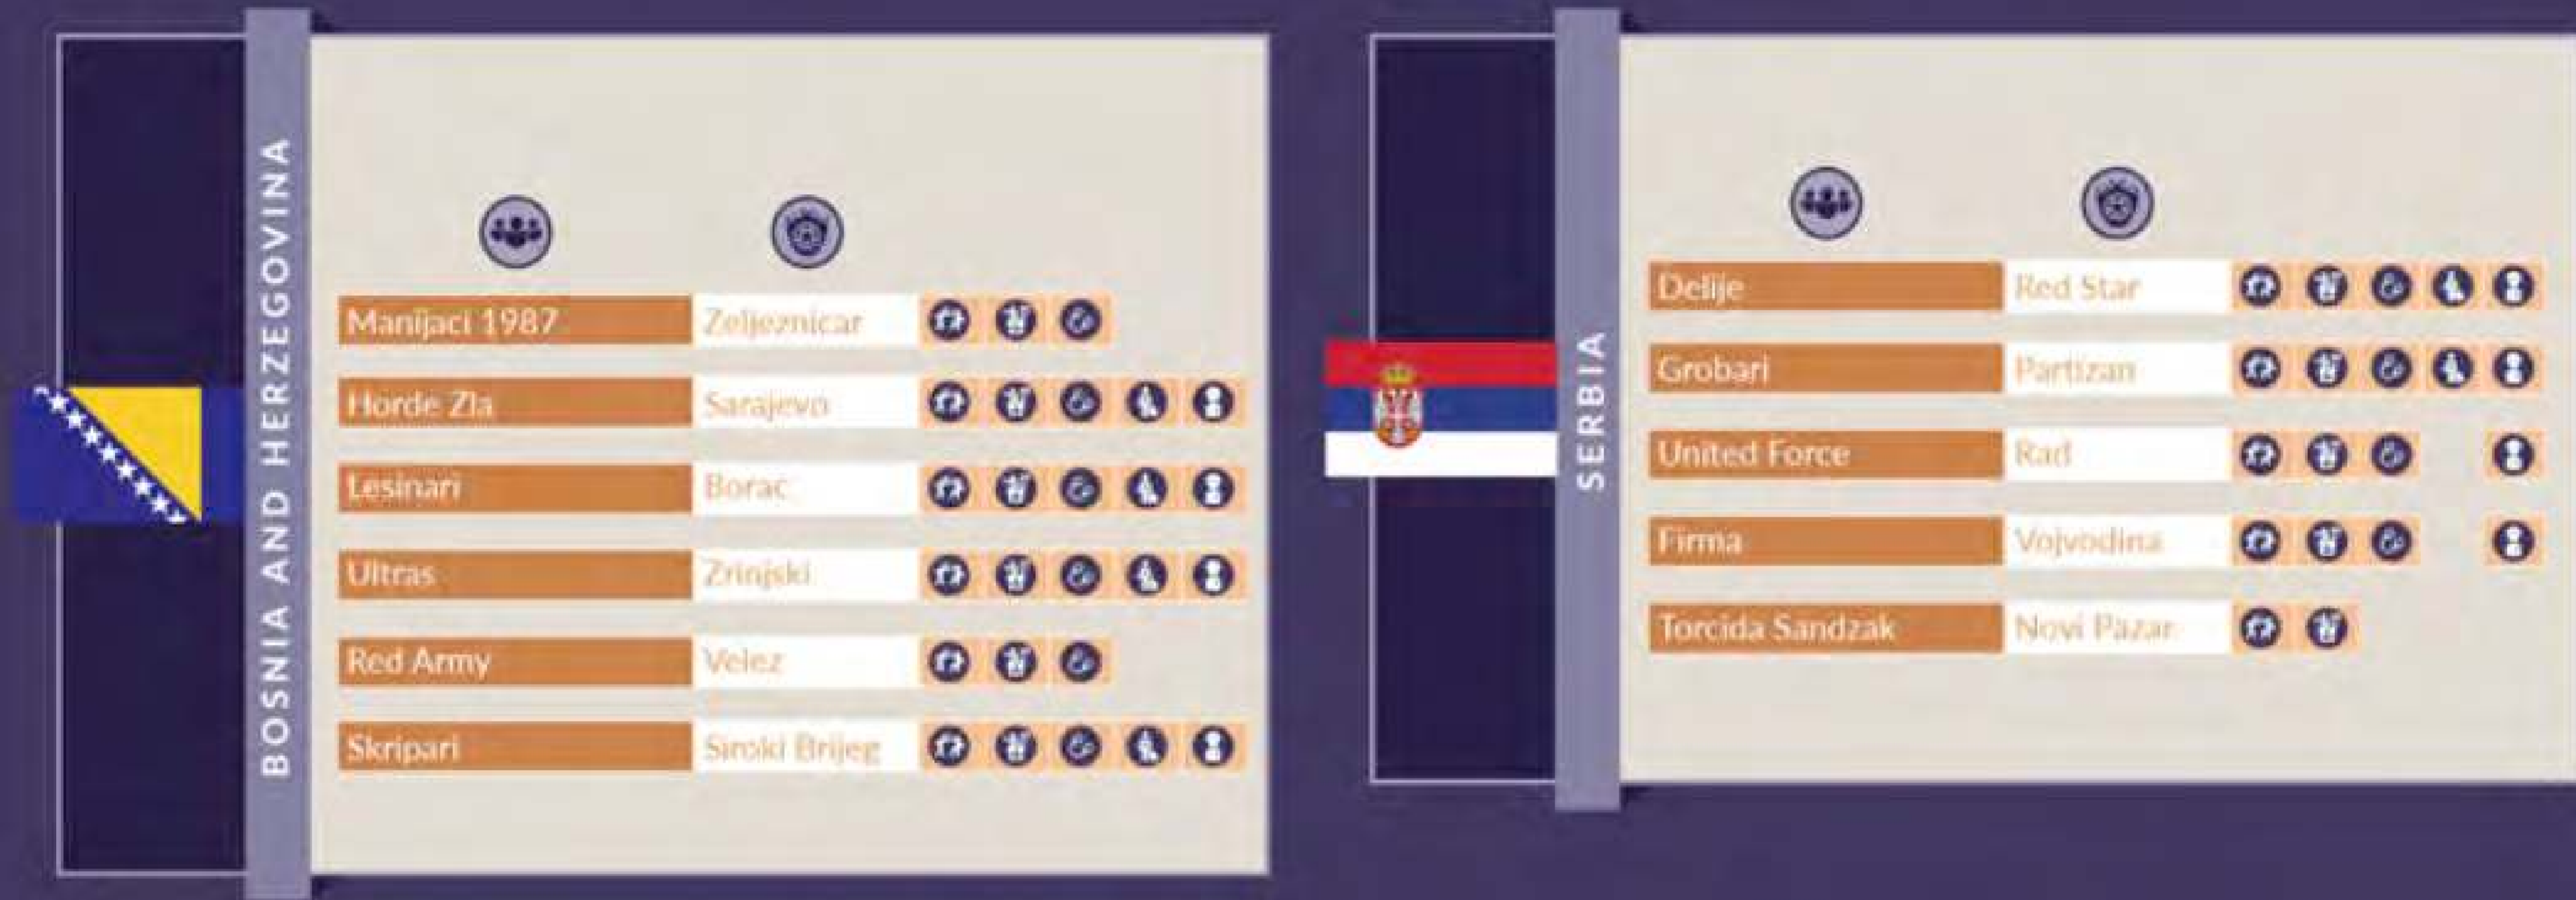 BOSNIA AND HERZEGOVINA
Manijaci 1987 Zeljeznicar
Horde Zla Sarajevo
Lesinari Borac
Ultras Zrinjski
Red Army Velez
Skripari Siroki Brijeg
SERBIA
Delije Red Star
Grobari Partizan
United Force Rad
Firma Vojvodina
Torcida Sandzak Novi Pazar